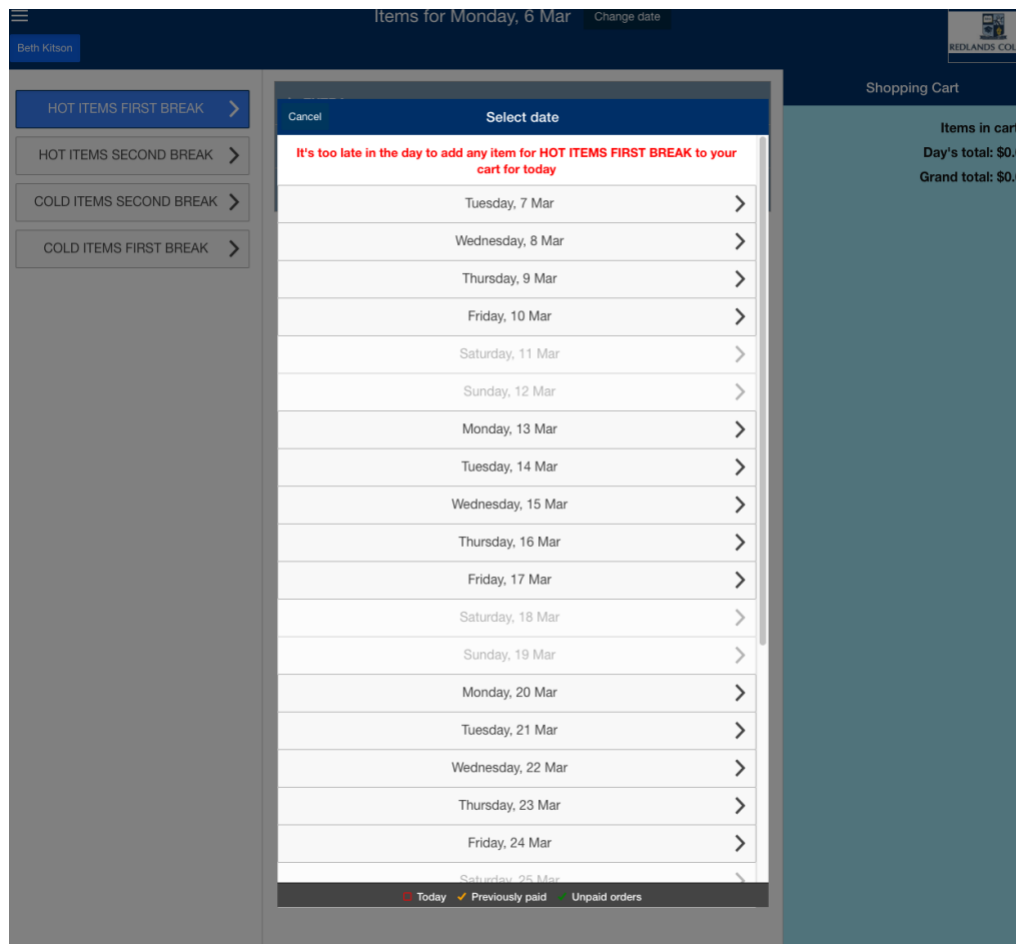 Items for Monday, 6 Mar
Change date
Beth Kitson
HOT ITEMS FIRST BREAK
HOT ITEMS SECOND BREAK
COLD ITEMS SECOND BREAK
COLD ITEMS FIRST BREAK
Cancel
Select date
It's too late in the day to add any item for HOT ITEMS FIRST BREAK to your
cart for today
Tuesday, 7 Mar
Wednesday, 8 Mar
Thursday, 9 Mar
Friday, 10 Mar
Saturday, 11 Mar
Sunday, 12 Mar
Monday, 13 Mar
Tuesday, 14 Mar
Wednesday, 15 Mar
Thursday, 16 Mar
Friday, 17 Mar
Saturday, 18 Mar
Sunday, 19 Mar
Monday, 20 Mar
Tuesday, 21 Mar
Wednesday, 22 Mar
Thursday, 23 Mar
Friday, 24 Mar
Saturday, 25 Mar
Today
Previously paid
Unpaid orders
REDLANDS COL
Shopping Cart
Items in cart
Day's total: $0.
Grand total: $0.